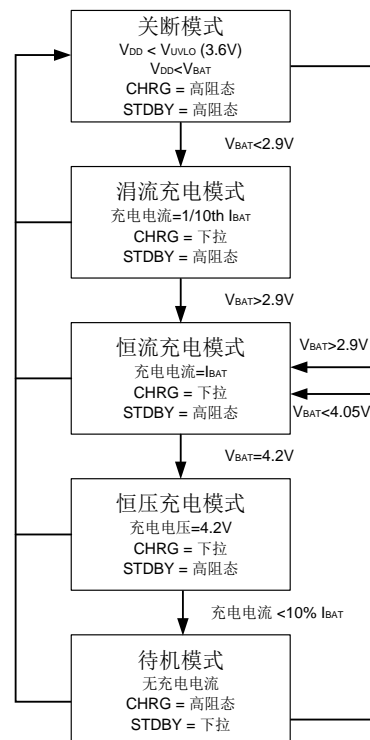 关断模式
VDD < VUVLO (3.6V)
VDD<VBAT
CHRG = 高阻态
STDBY = 高阻态
VBAT<2.9V
涓流充电模式
充电电流=1/10th IBAT
CHRG = 下拉
STDBY = 高阻态
VBAT>2.9V
恒流充电模式
充电电流=IBAT
CHRG = 下拉
STDBY = 高阻态
VBAT>2.9V
VBAT<4.05V
VBAT=4.2V
恒压充电模式
充电电压=4.2V
CHRG = 下拉
STDBY = 高阻态
充电电流 <10% IBAT
待机模式
无充电电流
CHRG = 高阻态
STDBY = 下拉